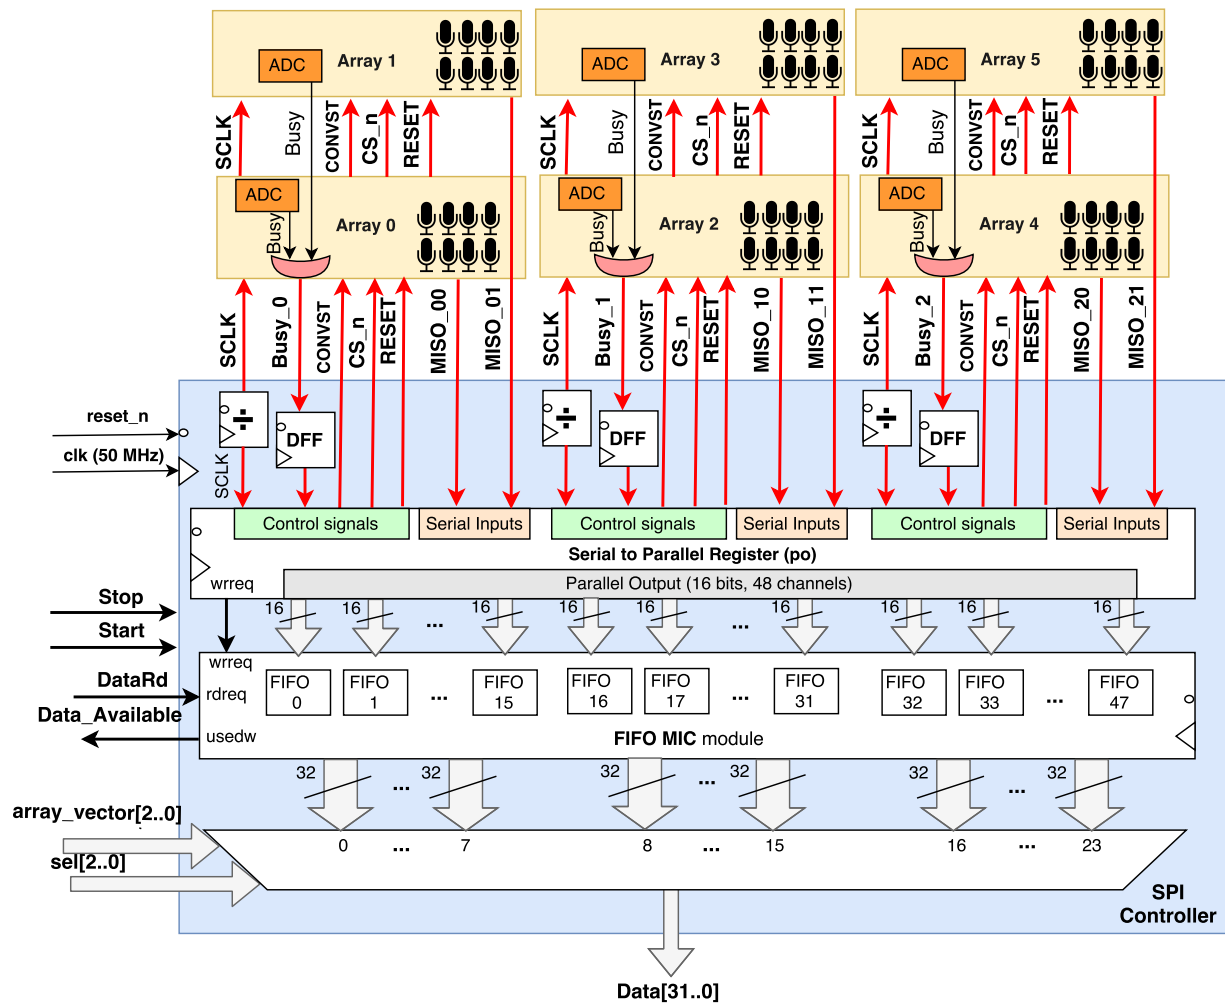 ADC
Array 1
ADC
Array 3
ADC
Array 5
SCLK
Busy
CONVST
CS_n
RESET
SCLK
Busy
CONVST
CS_n
RESET
SCLK
Busy
CONVST
CS_n
RESET
ADC
Busy
Array 0
ADC
Busy
Array 2
ADC
Busy
Array 4
SCLK
Busy_0
CONVST
CS_n
RESET
MISO_00
MISO_01
SCLK
Busy_1
CONVST
CS_n
RESET
MISO_10
MISO_11
SCLK
Busy_2
CONVST
CS_n
RESET
MISO_20
MISO_21
reset_n
clk (50 MHz)
÷
DFF
÷
DFF
÷
DFF
SCLK
Control signals
Serial Inputs
Control signals
Serial Inputs
Control signals
Serial Inputs
Serial to Parallel Register (po)
wrreq
Parallel Output (16 bits, 48 channels)
Stop
Start
16
16
...
16
16
16
...
16
16
16
...
16
wrreq
DataRd
rdreq
FIFO
0
FIFO
1
...
FIFO
15
FIFO
16
FIFO
17
...
FIFO
31
FIFO
32
FIFO
33
...
FIFO
47
Data_Available
usedw
FIFO MIC module
32
...
32
32
...
32
32
...
32
array_vector[2..0]
sel[2..0]
0
...
7
8
...
15
16
...
23
SPI
Controller
Data[31..0]